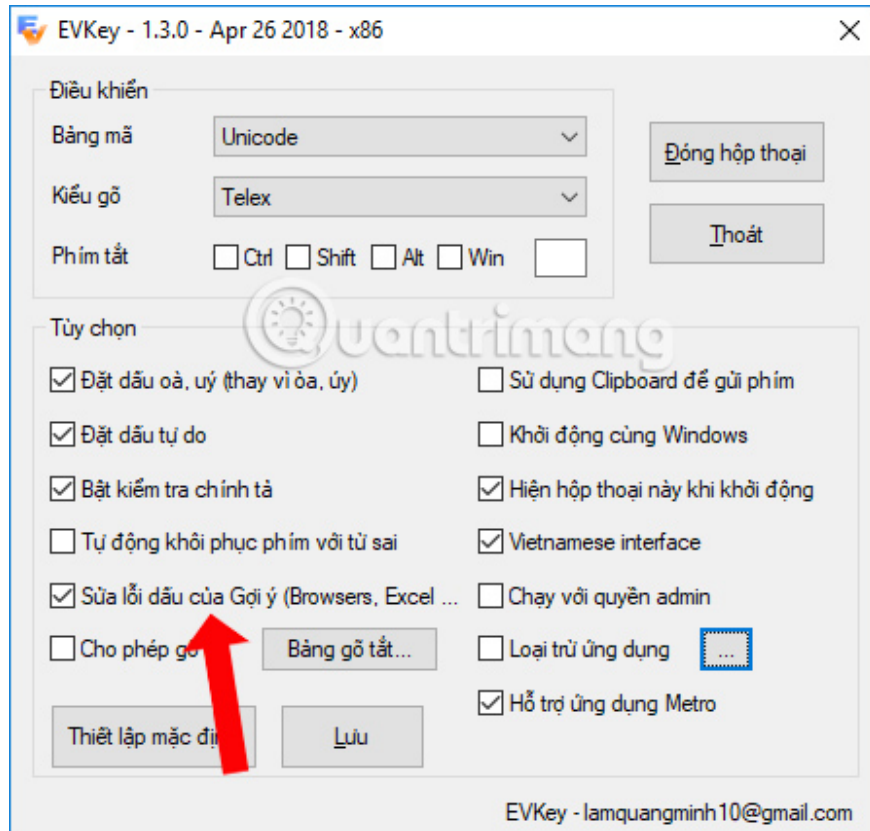 EVKey - 1.3.0 - Apr 26 2018 - x86
Điều khiển
Bảng mã
Unicode
Đóng hộp thoại
Kiểu gõ
Telex
Thoát
Phím tắt
Ctrl
Shift
Alt
Win
Quantrimang
Tùy chọn
Đặt dấu oà, uý (thay vì òa, úy)
Sử dụng Clipboard để gửi phím
Đặt dấu tự do
Khởi động cùng Windows
Bật kiểm tra chính tả
Hiện hộp thoại này khi khởi động
Tự động khôi phục phím với từ sai
Vietnamese interface
Sửa lỗi dấu của Gợi ý (Browsers, Excel ...
Chạy với quyền admin
Cho phép gõ
Bảng gõ tắt...
Loại trừ ứng dụng
...
Hỗ trợ ứng dụng Metro
Thiết lập mặc
Lưu
EVKey - lamquangminh10@gmail.com